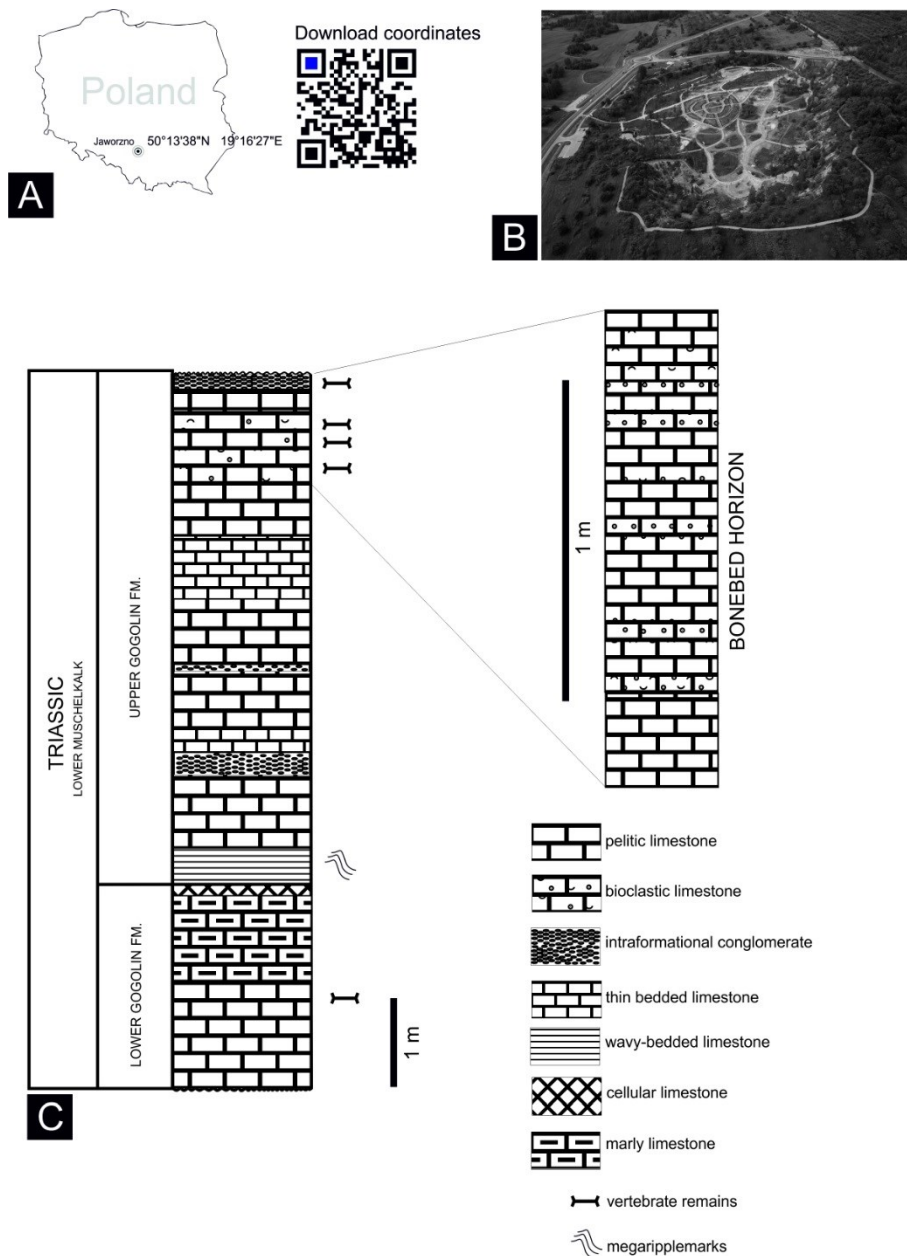 A
Poland
Jaworzno 50°13'38"N 19°16'27"E
Download coordinates
B
C
TRIASSIC
LOWER MUSCHELKALK
UPPER GOGOLIN FM.
LOWER GOGOLIN FM.
1 m
1 m
BONEBED HORIZON
pelitic limestone
bioclastic limestone
intraformational conglomerate
thin bedded limestone
wavy-bedded limestone
cellular limestone
marly limestone
vertebrate remains
megaripplemarks